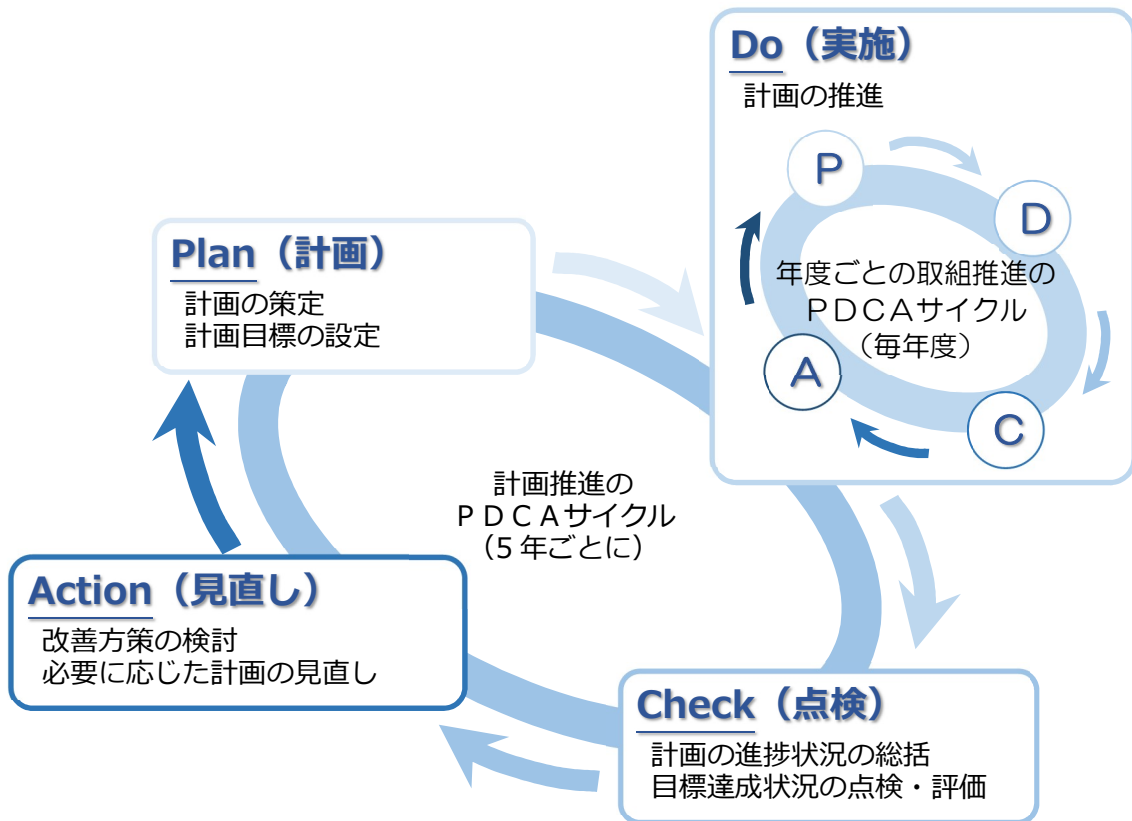 Do（実施）
計画の推進
P
D
年度ごとの取組推進の
ＰＤＣＡサイクル
（毎年度）
A
C
Plan（計画）
計画の策定
計画目標の設定
計画推進の
ＰＤＣＡサイクル
（5年ごとに）
Action（見直し）
改善方策の検討
必要に応じた計画の見直し
Check（点検）
計画の進捗状況の総括
目標達成状況の点検・評価